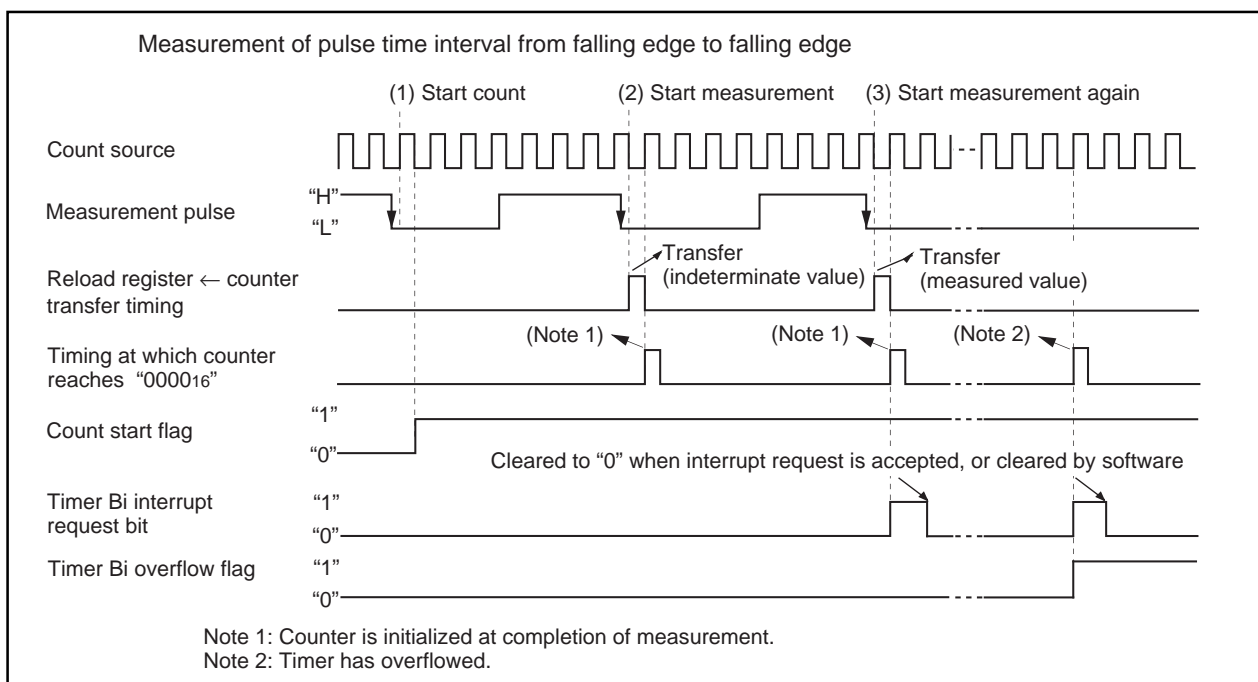 Measurement of pulse time interval from falling edge to falling edge
(1) Start count
(2) Start measurement
(3) Start measurement again
Count source
Measurement pulse
“H”
“L”
Reload register ← counter
transfer timing
Transfer
(indeterminate value)
Transfer
(measured value)
Timing at which counter
reaches “000016”
(Note 1)
(Note 1)
(Note 2)
Count start flag
“1”
“0”
Cleared to “0” when interrupt request is accepted, or cleared by software
Timer Bi interrupt
request bit
“1”
“0”
Timer Bi overflow flag
“1”
“0”
Note 1: Counter is initialized at completion of measurement.
Note 2: Timer has overflowed.